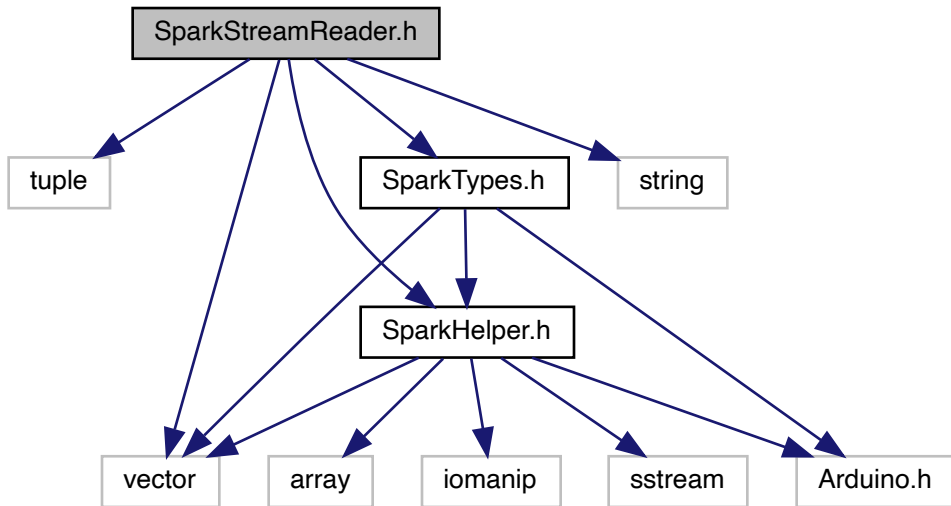 SparkStreamReader.h
tuple
SparkTypes.h
string
SparkHelper.h
vector
array
iomanip
sstream
Arduino.h